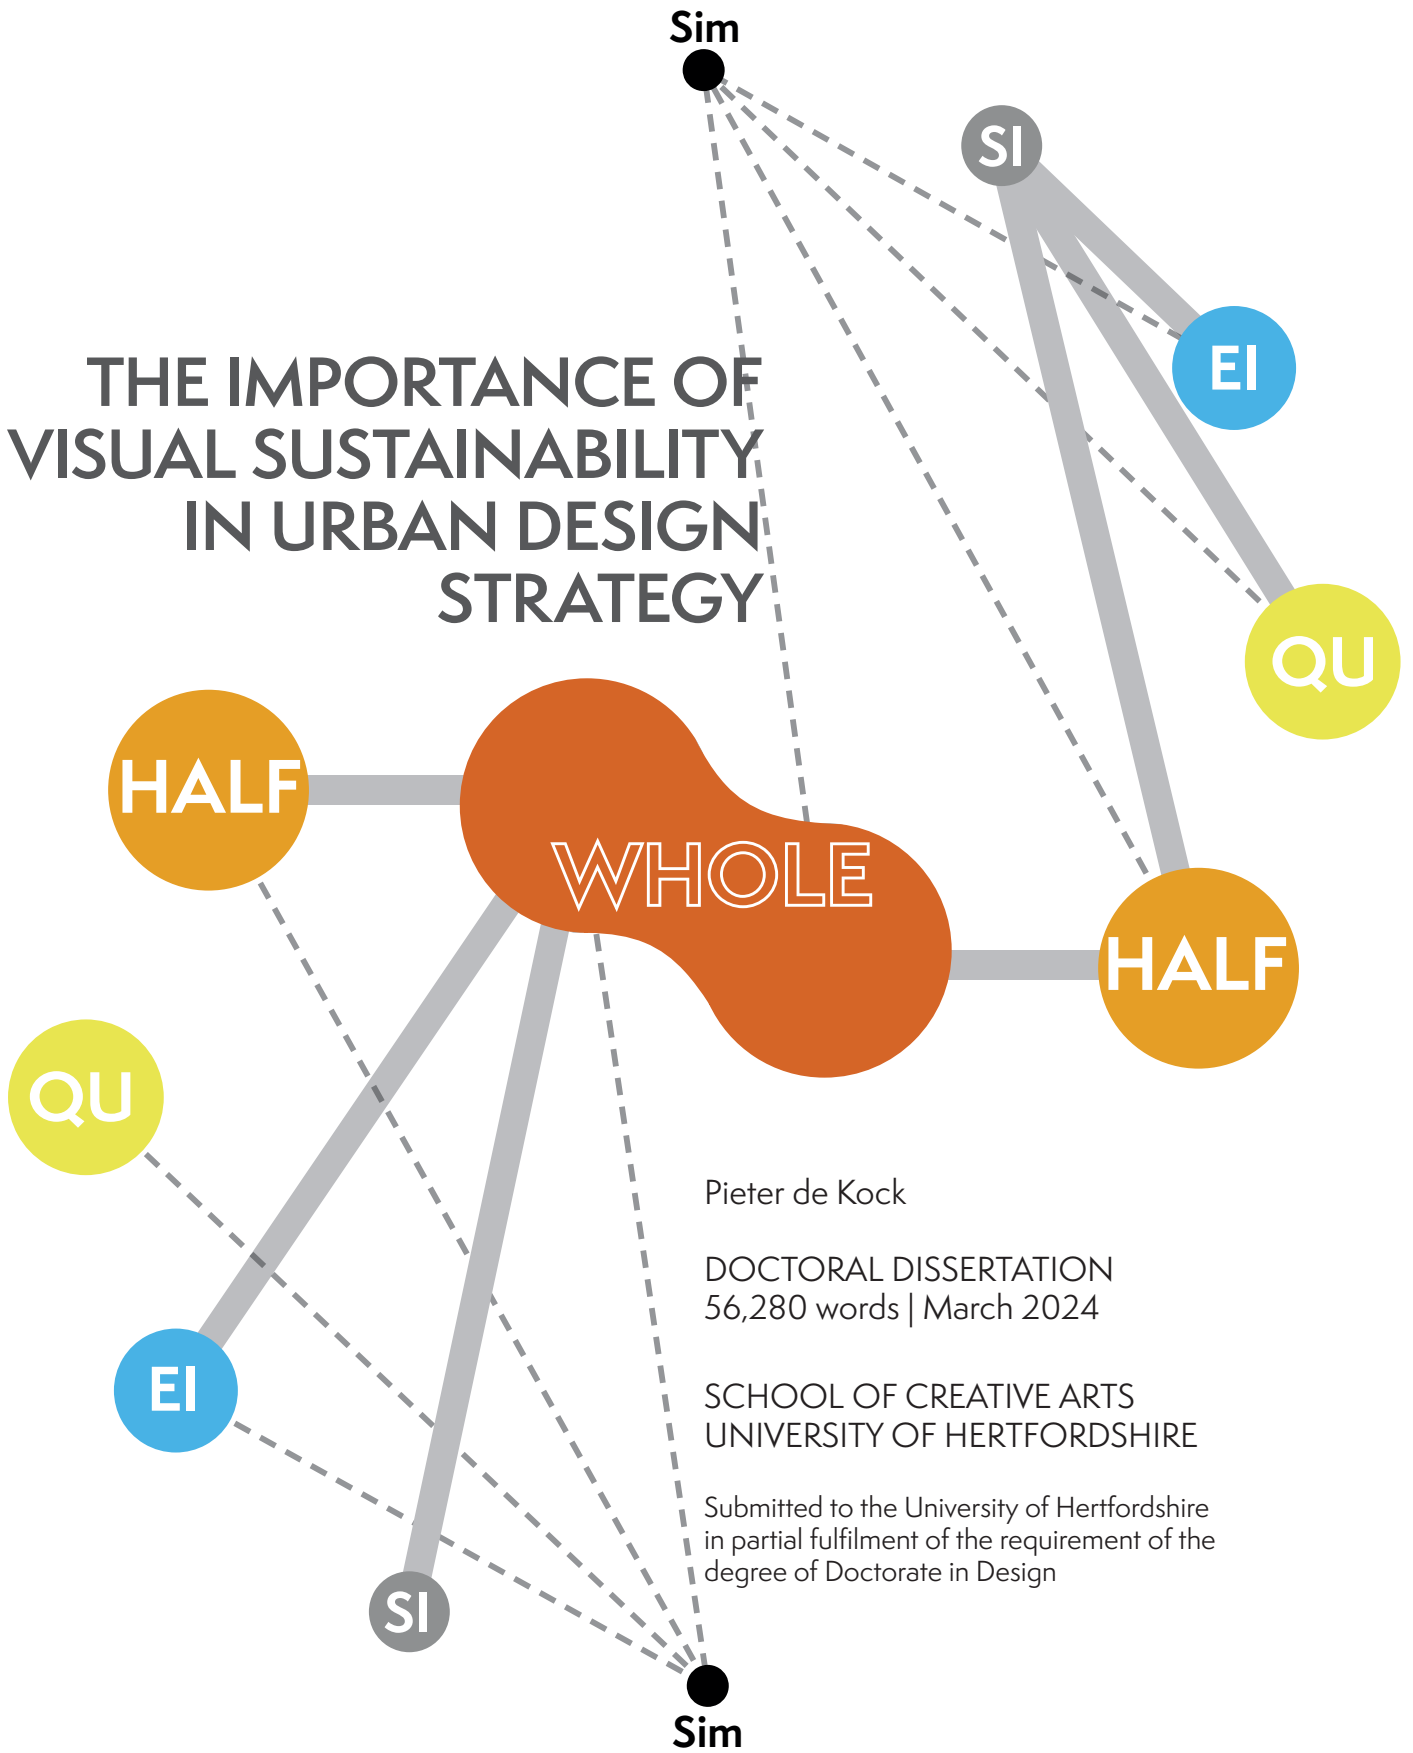 Sim
SI
EI
THE IMPORTANCE OF
VISUAL SUSTAINABILITY
IN URBAN DESIGN
STRATEGY
QU
HALF
WHOLE
HALF
QU
Pieter de Kock
DOCTORAL DISSERTATION
56,280 words | March 2024
EI
SCHOOL OF CREATIVE ARTS
UNIVERSITY OF HERTFORDSHIRE
Submitted to the University of Hertfordshire
in partial fulfilment of the requirement of the
degree of Doctorate in Design
SI
Sim